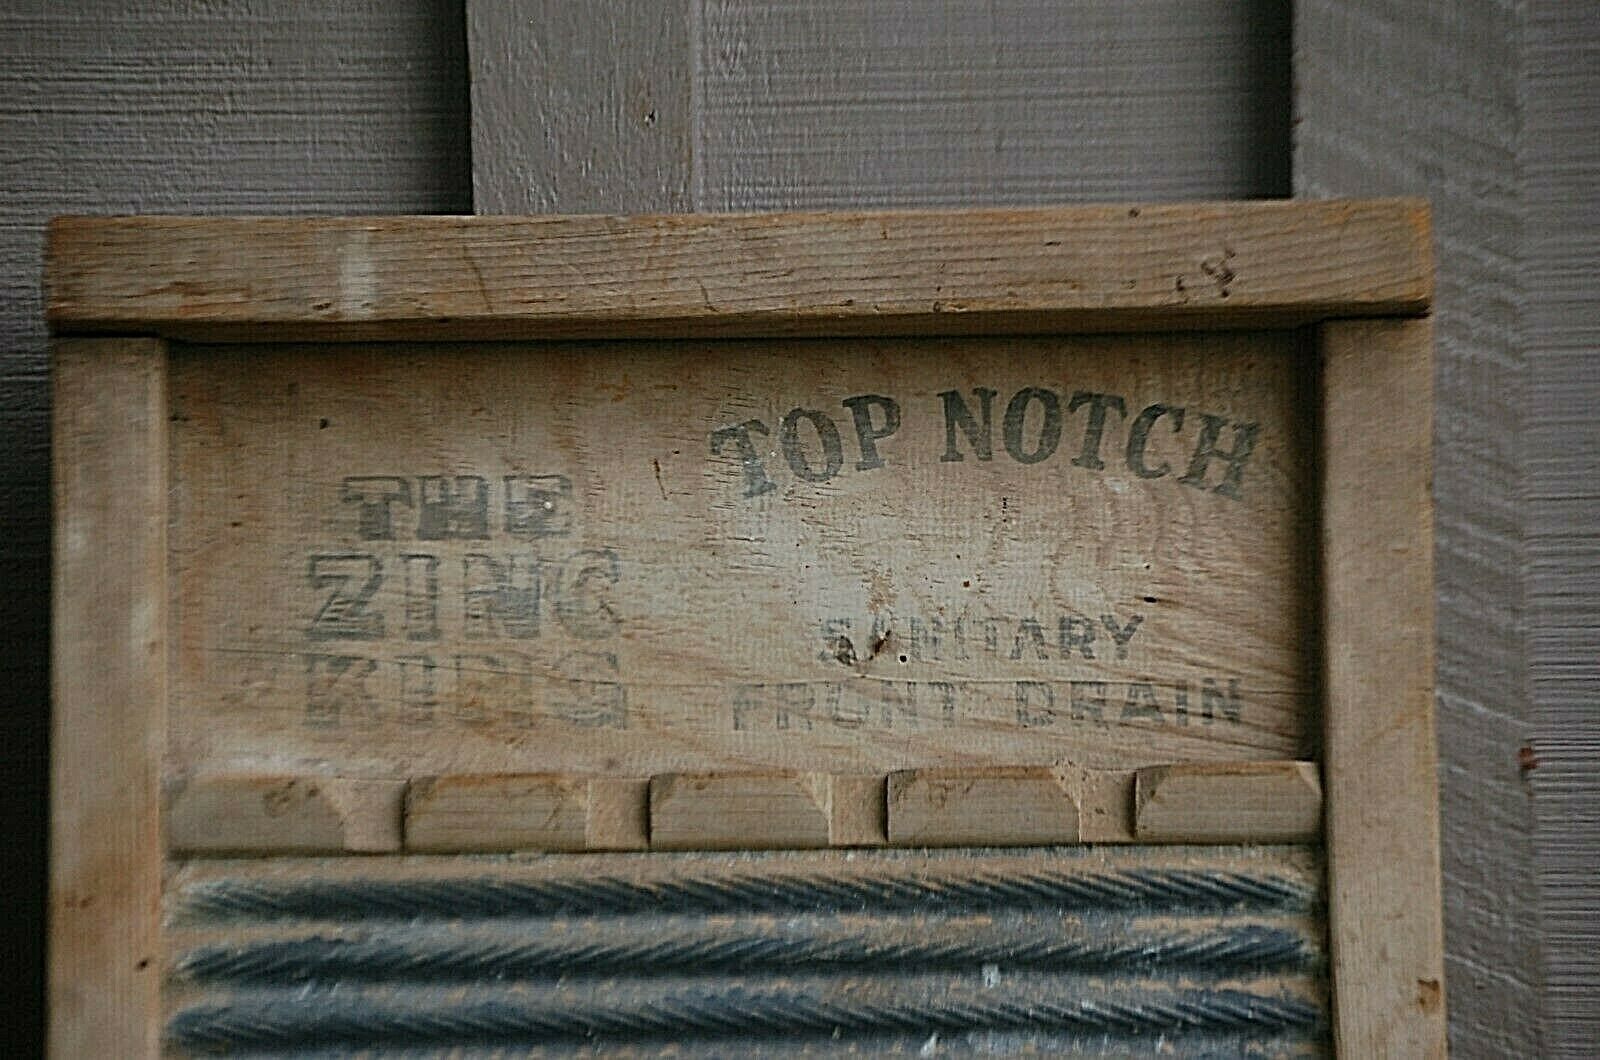 THE
ZINC
KING
TOP NOTCH
SANITARY
FRONT DRAIN